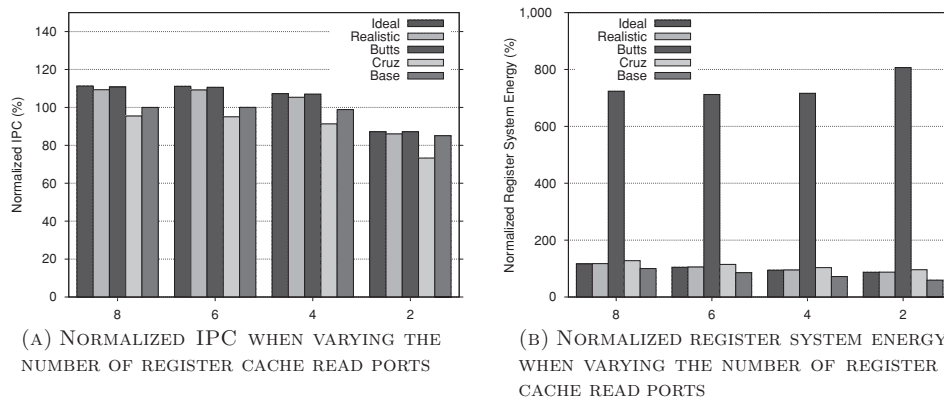 140
120
100
80
60
40
20
0
Normalized IPC (%)
Ideal
Realistic
Butts
Cruz
Base
8
6
4
2
(A) NORMALIZED IPC WHEN VARYING THE
NUMBER OF REGISTER CACHE READ PORTS
1,000
800
600
400
200
0
Normalized Register System Energy (%)
Ideal
Realistic
Butts
Cruz
Base
8
6
4
2
(B) NORMALIZED REGISTER SYSTEM ENERGY
WHEN VARYING THE NUMBER OF REGISTER
CACHE READ PORTS